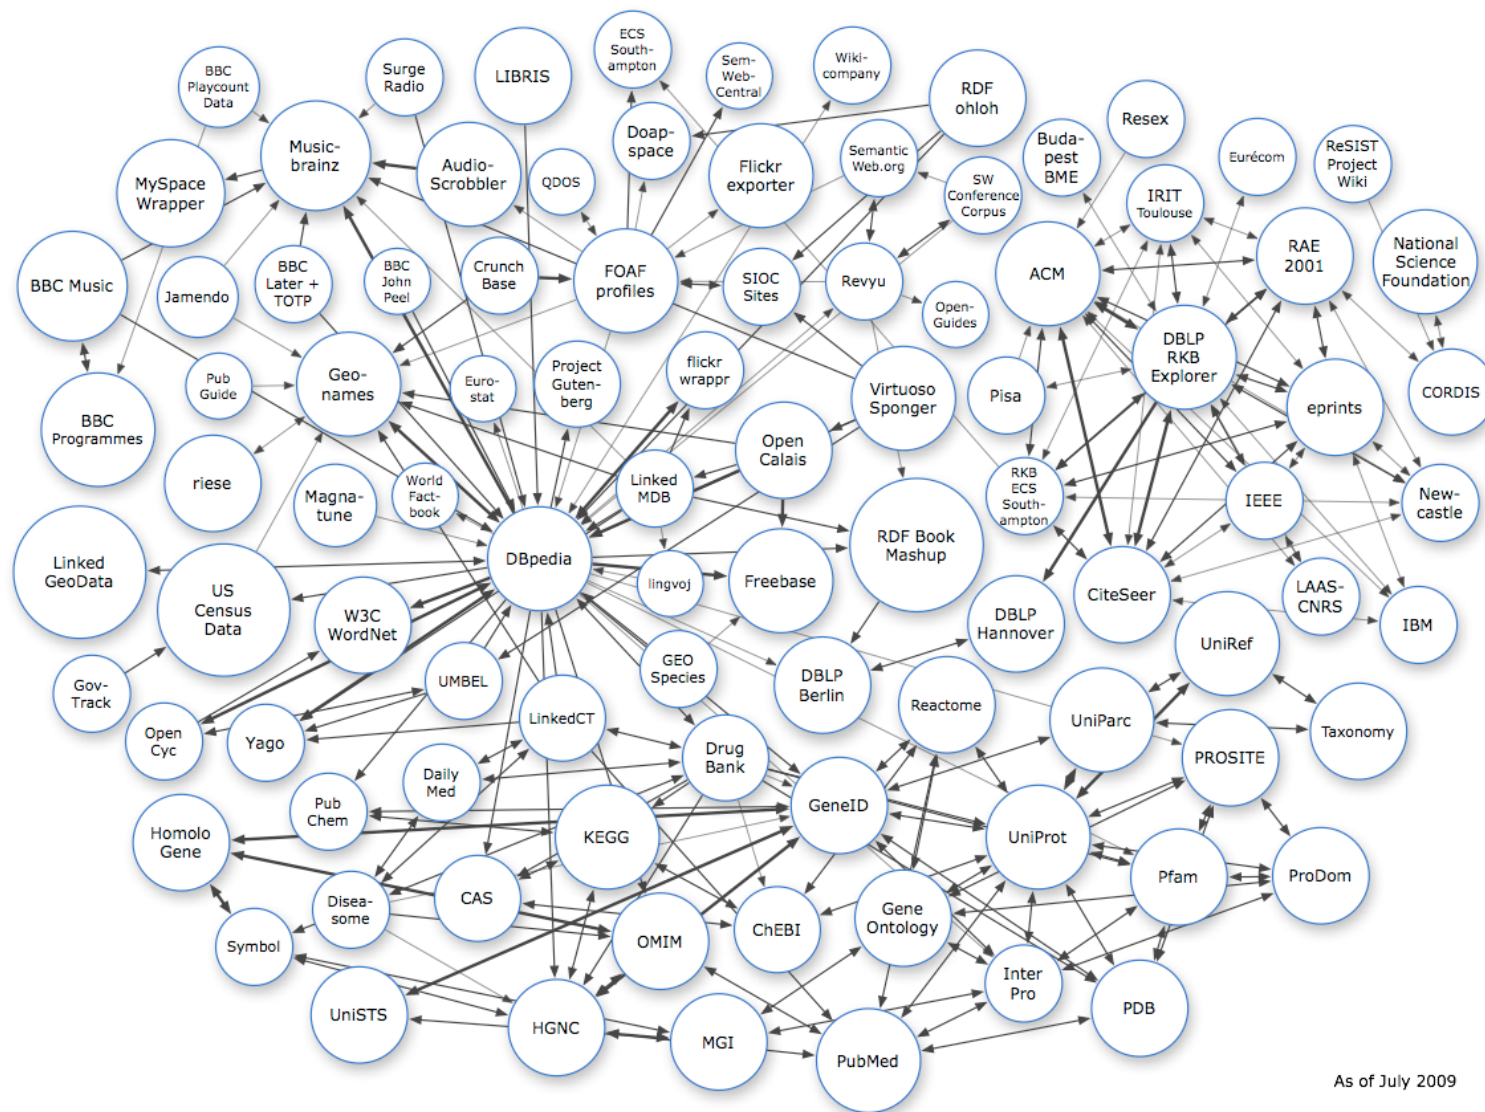 BBC
Playcount
Data
Surge
Radio
LIBRIS
ECS
South-
ampton
Sem-
Web-
Central
Wiki-
company
RDF
ohloh
Resex
Buda-
pest
BME
Eurécom
ReSIST
Project
Wiki
Music-
brainz
Audio-
Scrobbler
QDOS
Doap-
space
Flickr
exporter
Semantic
Web.org
SW
Conference
Corpus
IRIT
Toulouse
MySpace
Wrapper
RAE
2001
National
Science
Foundation
BBC Music
Jamendo
BBC
Later +
TOTP
BBC
John
Peel
Crunch
Base
FOAF
profiles
SIOC
Sites
Revyu
Open-
Guides
ACM
DBLP
RKB
Explorer
Pub
Guide
Geo-
names
Euro-
stat
Project
Guten-
berg
flickr
wrappr
Virtuoso
Sponger
Pisa
eprints
CORDIS
BBC
Programmes
riese
Magna-
tune
World
Fact-
book
Linked
MDB
Open
Calais
RKB
ECS
South-
ampton
IEEE
New-
castle
Linked
GeoData
US
Census
Data
W3C
WordNet
DBpedia
lingvoj
Freebase
RDF Book
Mashup
DBLP
Hannover
CiteSeer
LAAS-
CNRS
IBM
Gov-
Track
Open
Cyc
Yago
UMBEL
LinkedCT
GEO
Species
DBLP
Berlin
Reactome
UniParc
UniRef
Taxonomy
PROSITE
Daily
Med
Drug
Bank
Pub
Chem
Homolo
Gene
KEGG
GeneID
UniProt
Pfam
ProDom
Disea-
some
CAS
Symbol
OMIM
ChEBI
Gene
Ontology
Inter
Pro
UniSTS
HGNC
MGI
PubMed
PDB
As of July 2009